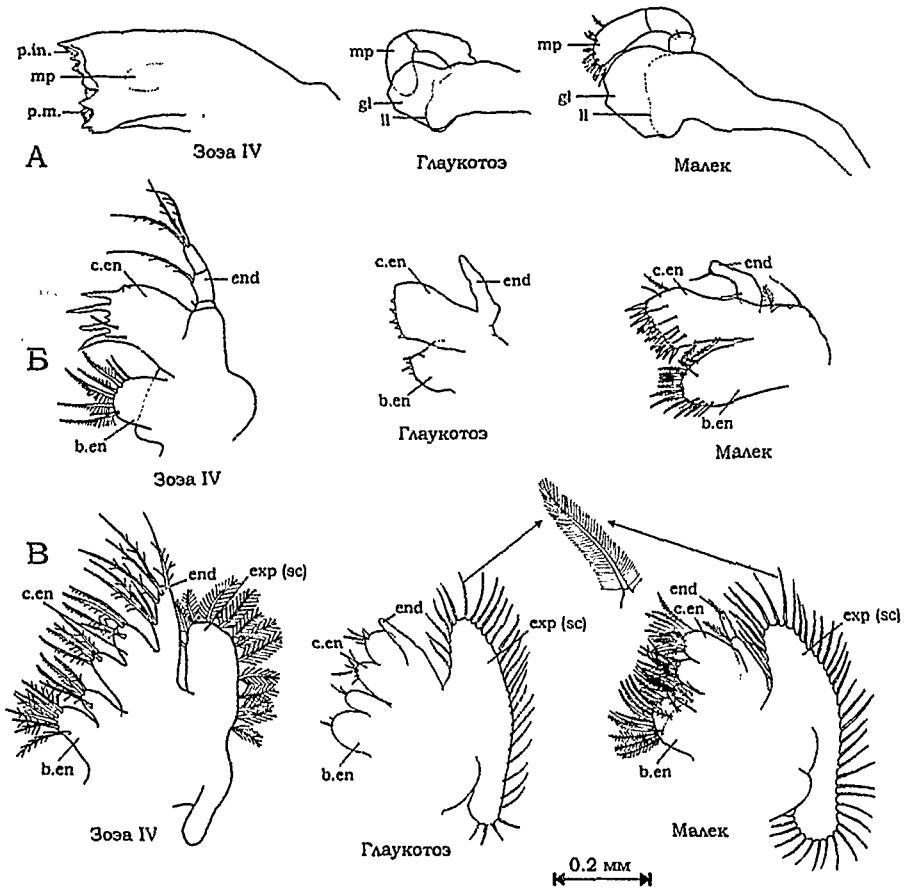 p.in.
mp
p.m.
mp
gl
ll
mp
gl
ll
А
Зоэа IV
Глаукотоэ
Малек
c.en
end
b.en
c.en
end
b.en
c.en
end
b.en
Б
Зоэа IV
Глаукотоэ
Малек
В
c.en
end
exp (sc)
b.en
c.en
end
exp (sc)
b.en
end
c.en
exp (sc)
b.en
Зоэа IV
Глаукотоэ
Малек
0.2 мм